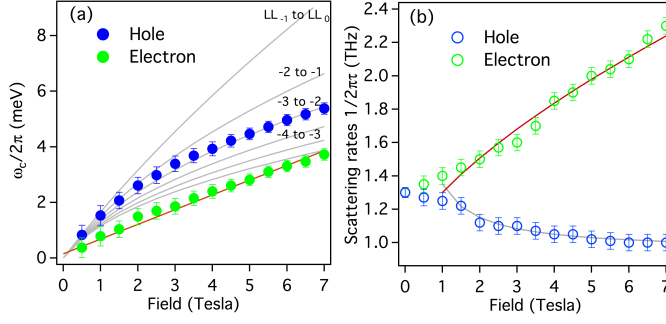 (a)
LL-1 to LL0
Hole
Electron
-2 to -1
-3 to -2
-4 to -3
8
6
4
2
0
ωc/2π (meV)
0 1 2 3 4 5 6 7
Field (Tesla)
(b)
Hole
Electron
2.4
2.2
2.0
1.8
1.6
1.4
1.2
1.0
Scattering rates 1/2πτ (THz)
0 1 2 3 4 5 6 7
Field (Tesla)